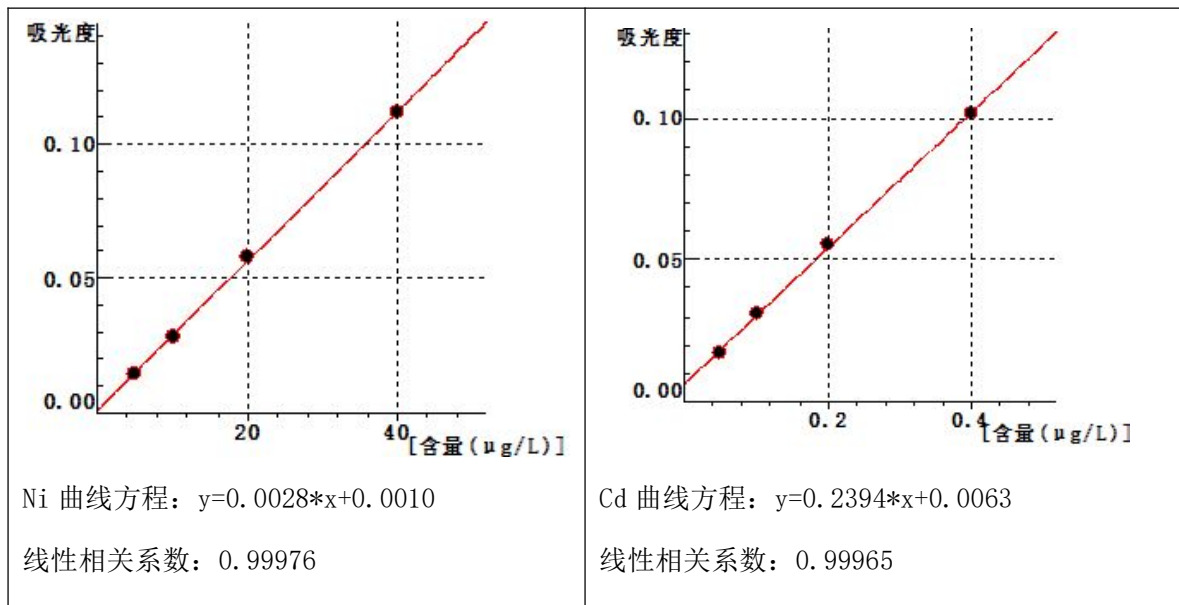 吸光度
0.10
0.05
0.00
20
40
[含量(μg/L)]
Ni 曲线方程：y=0.0028*x+0.0010
线性相关系数：0.99976
吸光度
0.10
0.05
0.00
0.2
0.4
[含量(μg/L)]
Cd 曲线方程：y=0.2394*x+0.0063
线性相关系数：0.99965